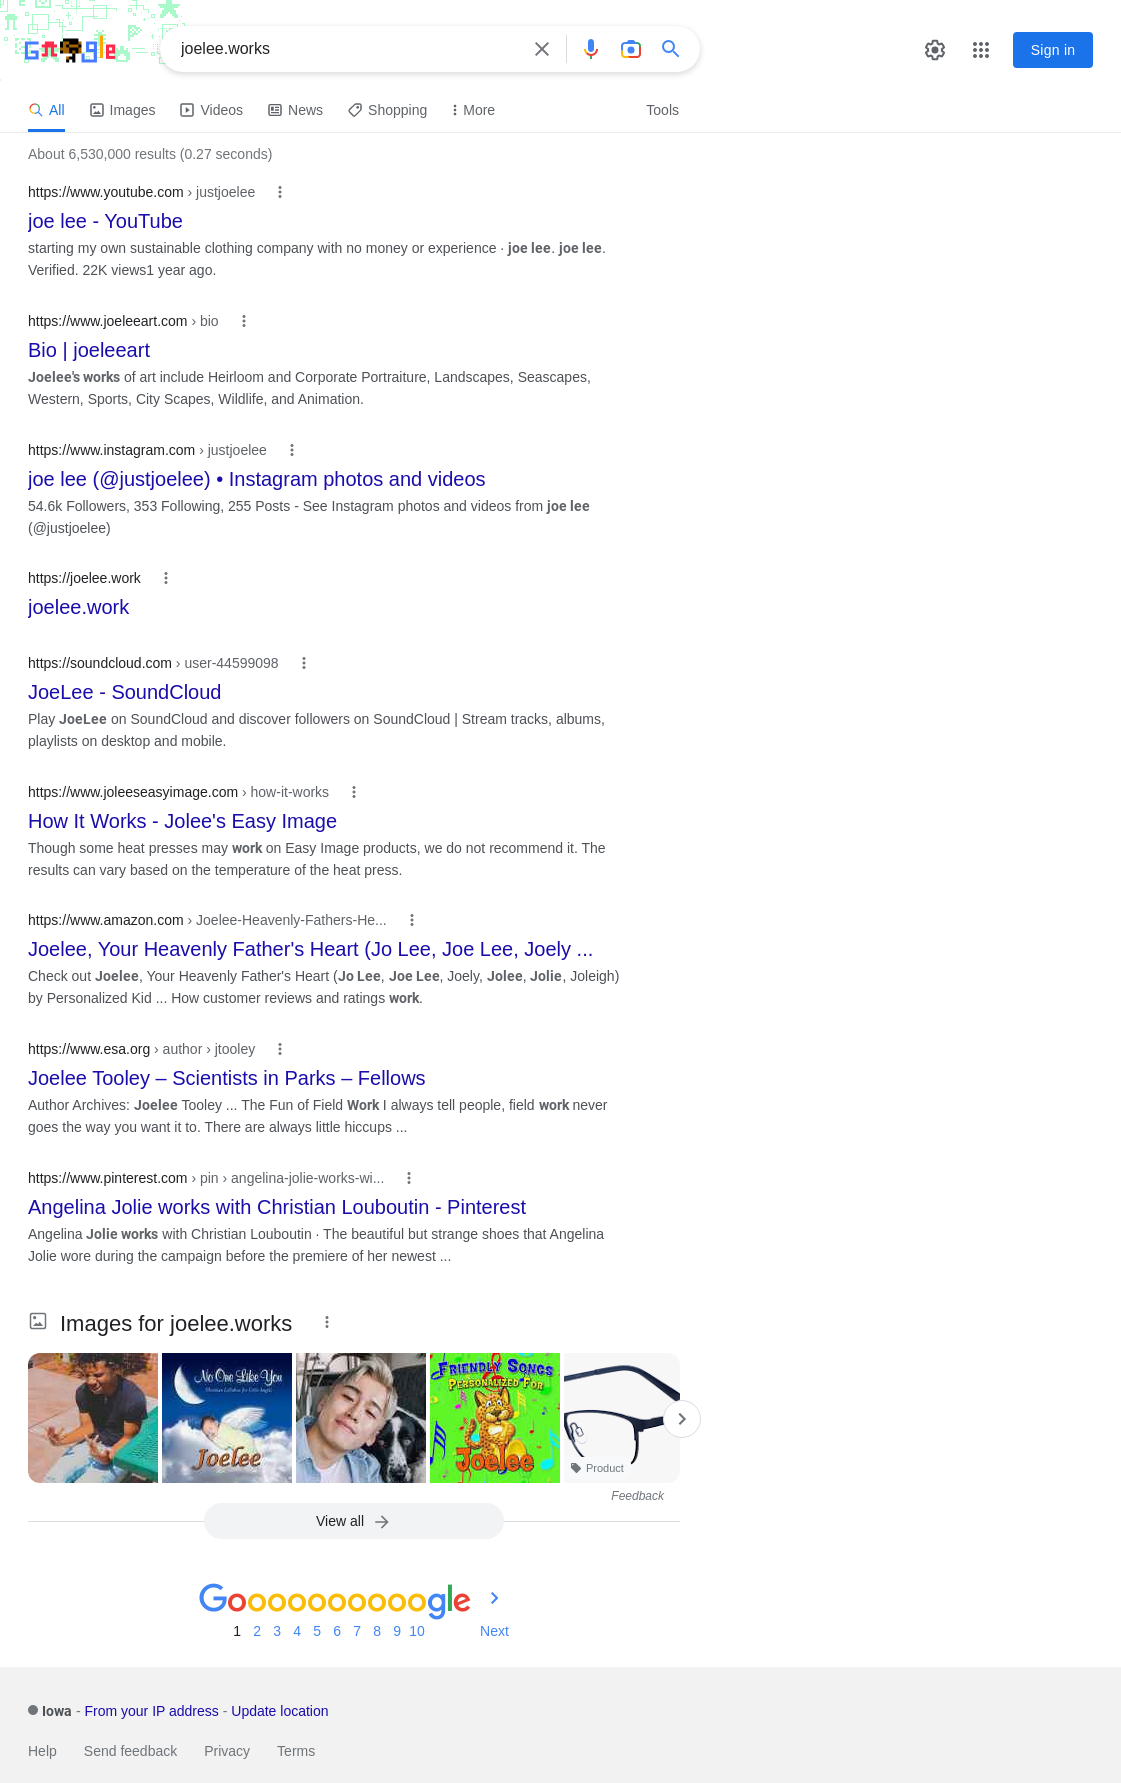 Google
joelee.works
Sign in
All Images Videos News Shopping More Tools
About 6,530,000 results (0.27 seconds)
https://www.youtube.com › justjoelee
joe lee - YouTube
starting my own sustainable clothing company with no money or experience · joe lee. joe lee.
Verified. 22K views1 year ago.
https://www.joeleeart.com › bio
Bio | joeleeart
Joelee's works of art include Heirloom and Corporate Portraiture, Landscapes, Seascapes,
Western, Sports, City Scapes, Wildlife, and Animation.
https://www.instagram.com › justjoelee
joe lee (@justjoelee) • Instagram photos and videos
54.6k Followers, 353 Following, 255 Posts - See Instagram photos and videos from joe lee
(@justjoelee)
https://joelee.work
joelee.work
https://soundcloud.com › user-44599098
JoeLee - SoundCloud
Play JoeLee on SoundCloud and discover followers on SoundCloud | Stream tracks, albums,
playlists on desktop and mobile.
https://www.joleeseasyimage.com › how-it-works
How It Works - Jolee's Easy Image
Though some heat presses may work on Easy Image products, we do not recommend it. The
results can vary based on the temperature of the heat press.
https://www.amazon.com › Joelee-Heavenly-Fathers-He...
Joelee, Your Heavenly Father's Heart (Jo Lee, Joe Lee, Joely ...
Check out Joelee, Your Heavenly Father's Heart (Jo Lee, Joe Lee, Joely, Jolee, Jolie, Joleigh)
by Personalized Kid ... How customer reviews and ratings work.
https://www.esa.org › author › jtooley
Joelee Tooley – Scientists in Parks – Fellows
Author Archives: Joelee Tooley ... The Fun of Field Work I always tell people, field work never
goes the way you want it to. There are always little hiccups ...
https://www.pinterest.com › pin › angelina-jolie-works-wi...
Angelina Jolie works with Christian Louboutin - Pinterest
Angelina Jolie works with Christian Louboutin · The beautiful but strange shoes that Angelina
Jolie wore during the campaign before the premiere of her newest ...
Images for joelee.works
No One Like You
Christian Lullabies for Little Angels
Joelee
FRIENDLY SONGS
PERSONALIZED FOR
Joelee
Product
Feedback
View all
Goooooooooogle
1 2 3 4 5 6 7 8 9 10 Next
Iowa - From your IP address - Update location
Help Send feedback Privacy Terms